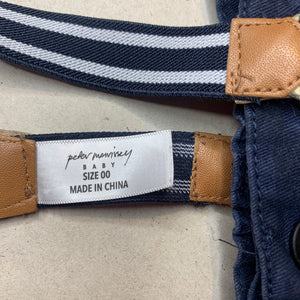 peter morrissey
BABY
SIZE 00
MADE IN CHINA